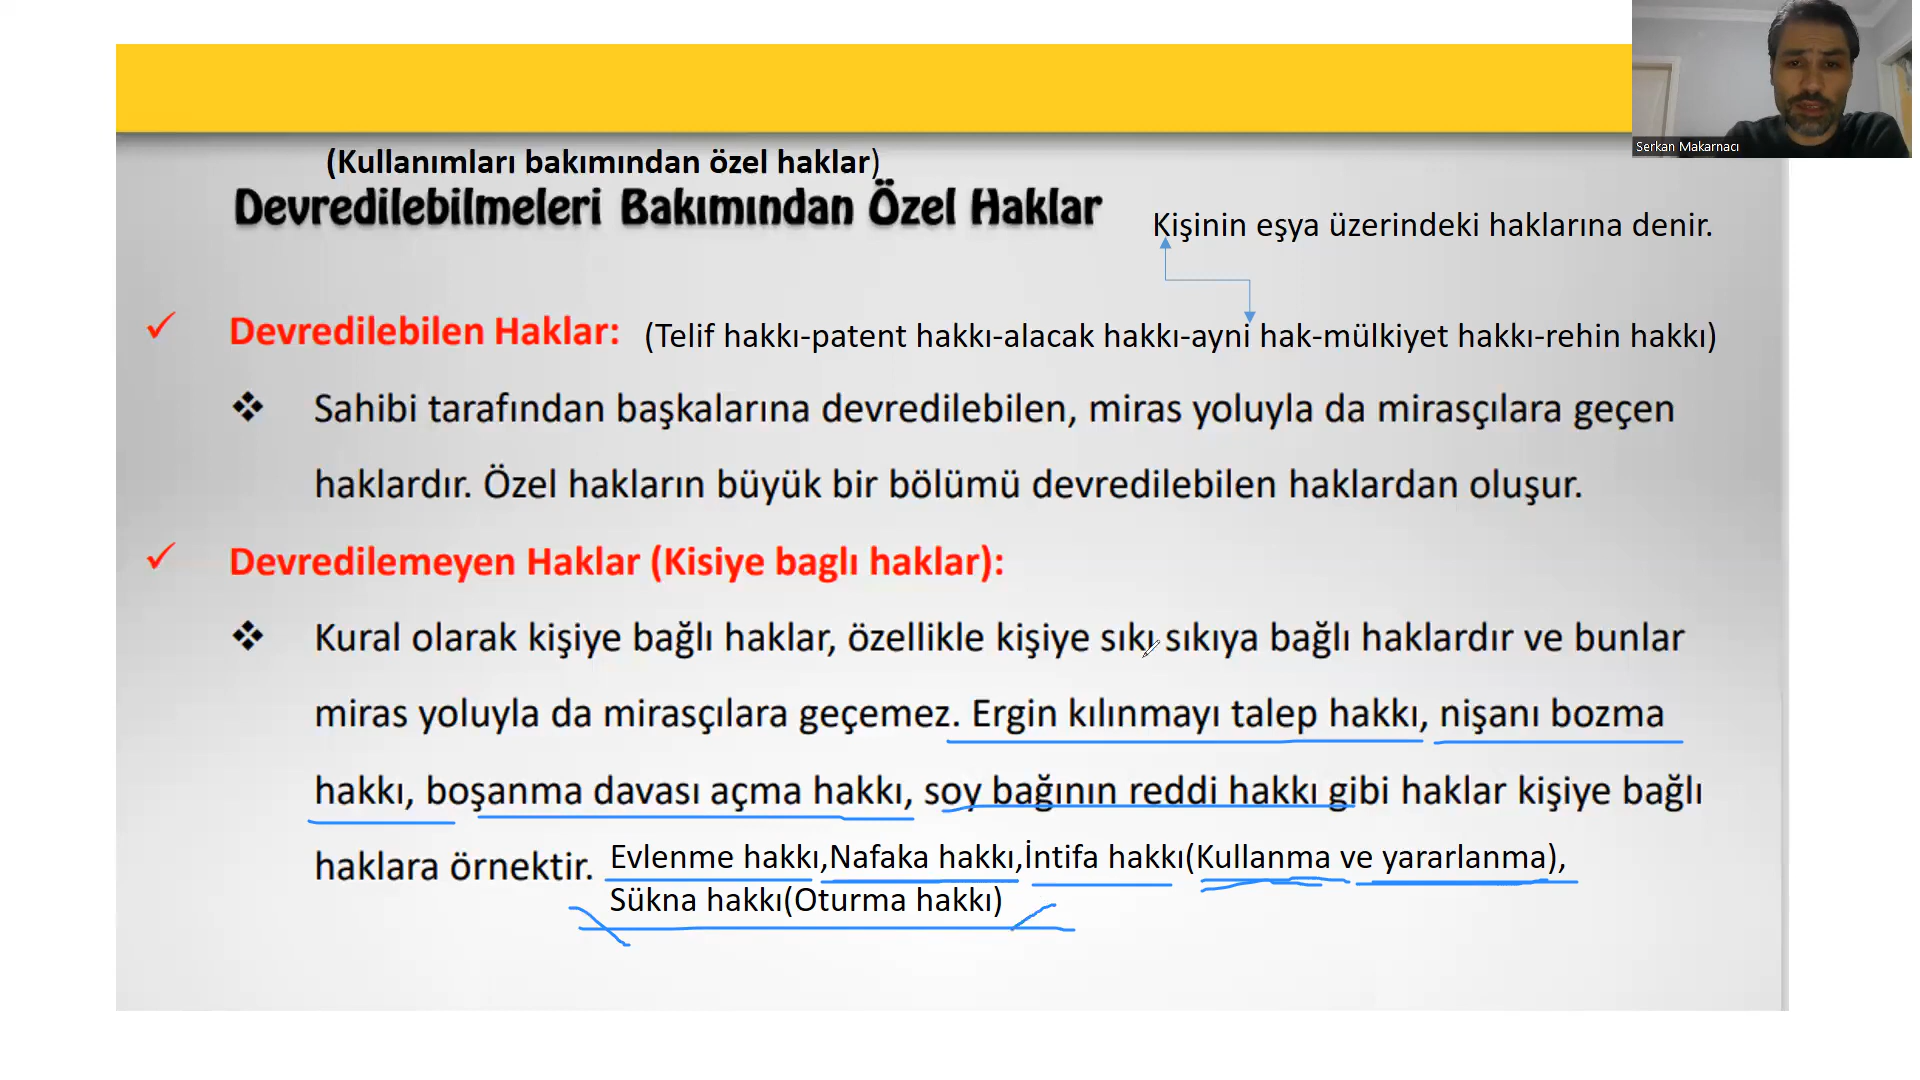 Serkan Makarnacı
(Kullanımları bakımından özel haklar)
Devredilebilmeleri Bakımından Özel Haklar
Kişinin eşya üzerindeki haklarına denir.
Devredilebilen Haklar: (Telif hakkı-patent hakkı-alacak hakkı-ayni hak-mülkiyet hakkı-rehin hakkı)
Sahibi tarafından başkalarına devredilebilen, miras yoluyla da mirasçılara geçen
haklardır. Özel hakların büyük bir bölümü devredilebilen haklardan oluşur.
Devredilemeyen Haklar (Kisiye baglı haklar):
Kural olarak kişiye bağlı haklar, özellikle kişiye sıkı sıkıya bağlı haklardır ve bunlar
miras yoluyla da mirasçılara geçemez. Ergin kılınmayı talep hakkı, nişanı bozma
hakkı, boşanma davası açma hakkı, soy bağının reddi hakkı gibi haklar kişiye bağlı
haklara örnektir. Evlenme hakkı,Nafaka hakkı,İntifa hakkı(Kullanma ve yararlanma),
Sükna hakkı(Oturma hakkı)